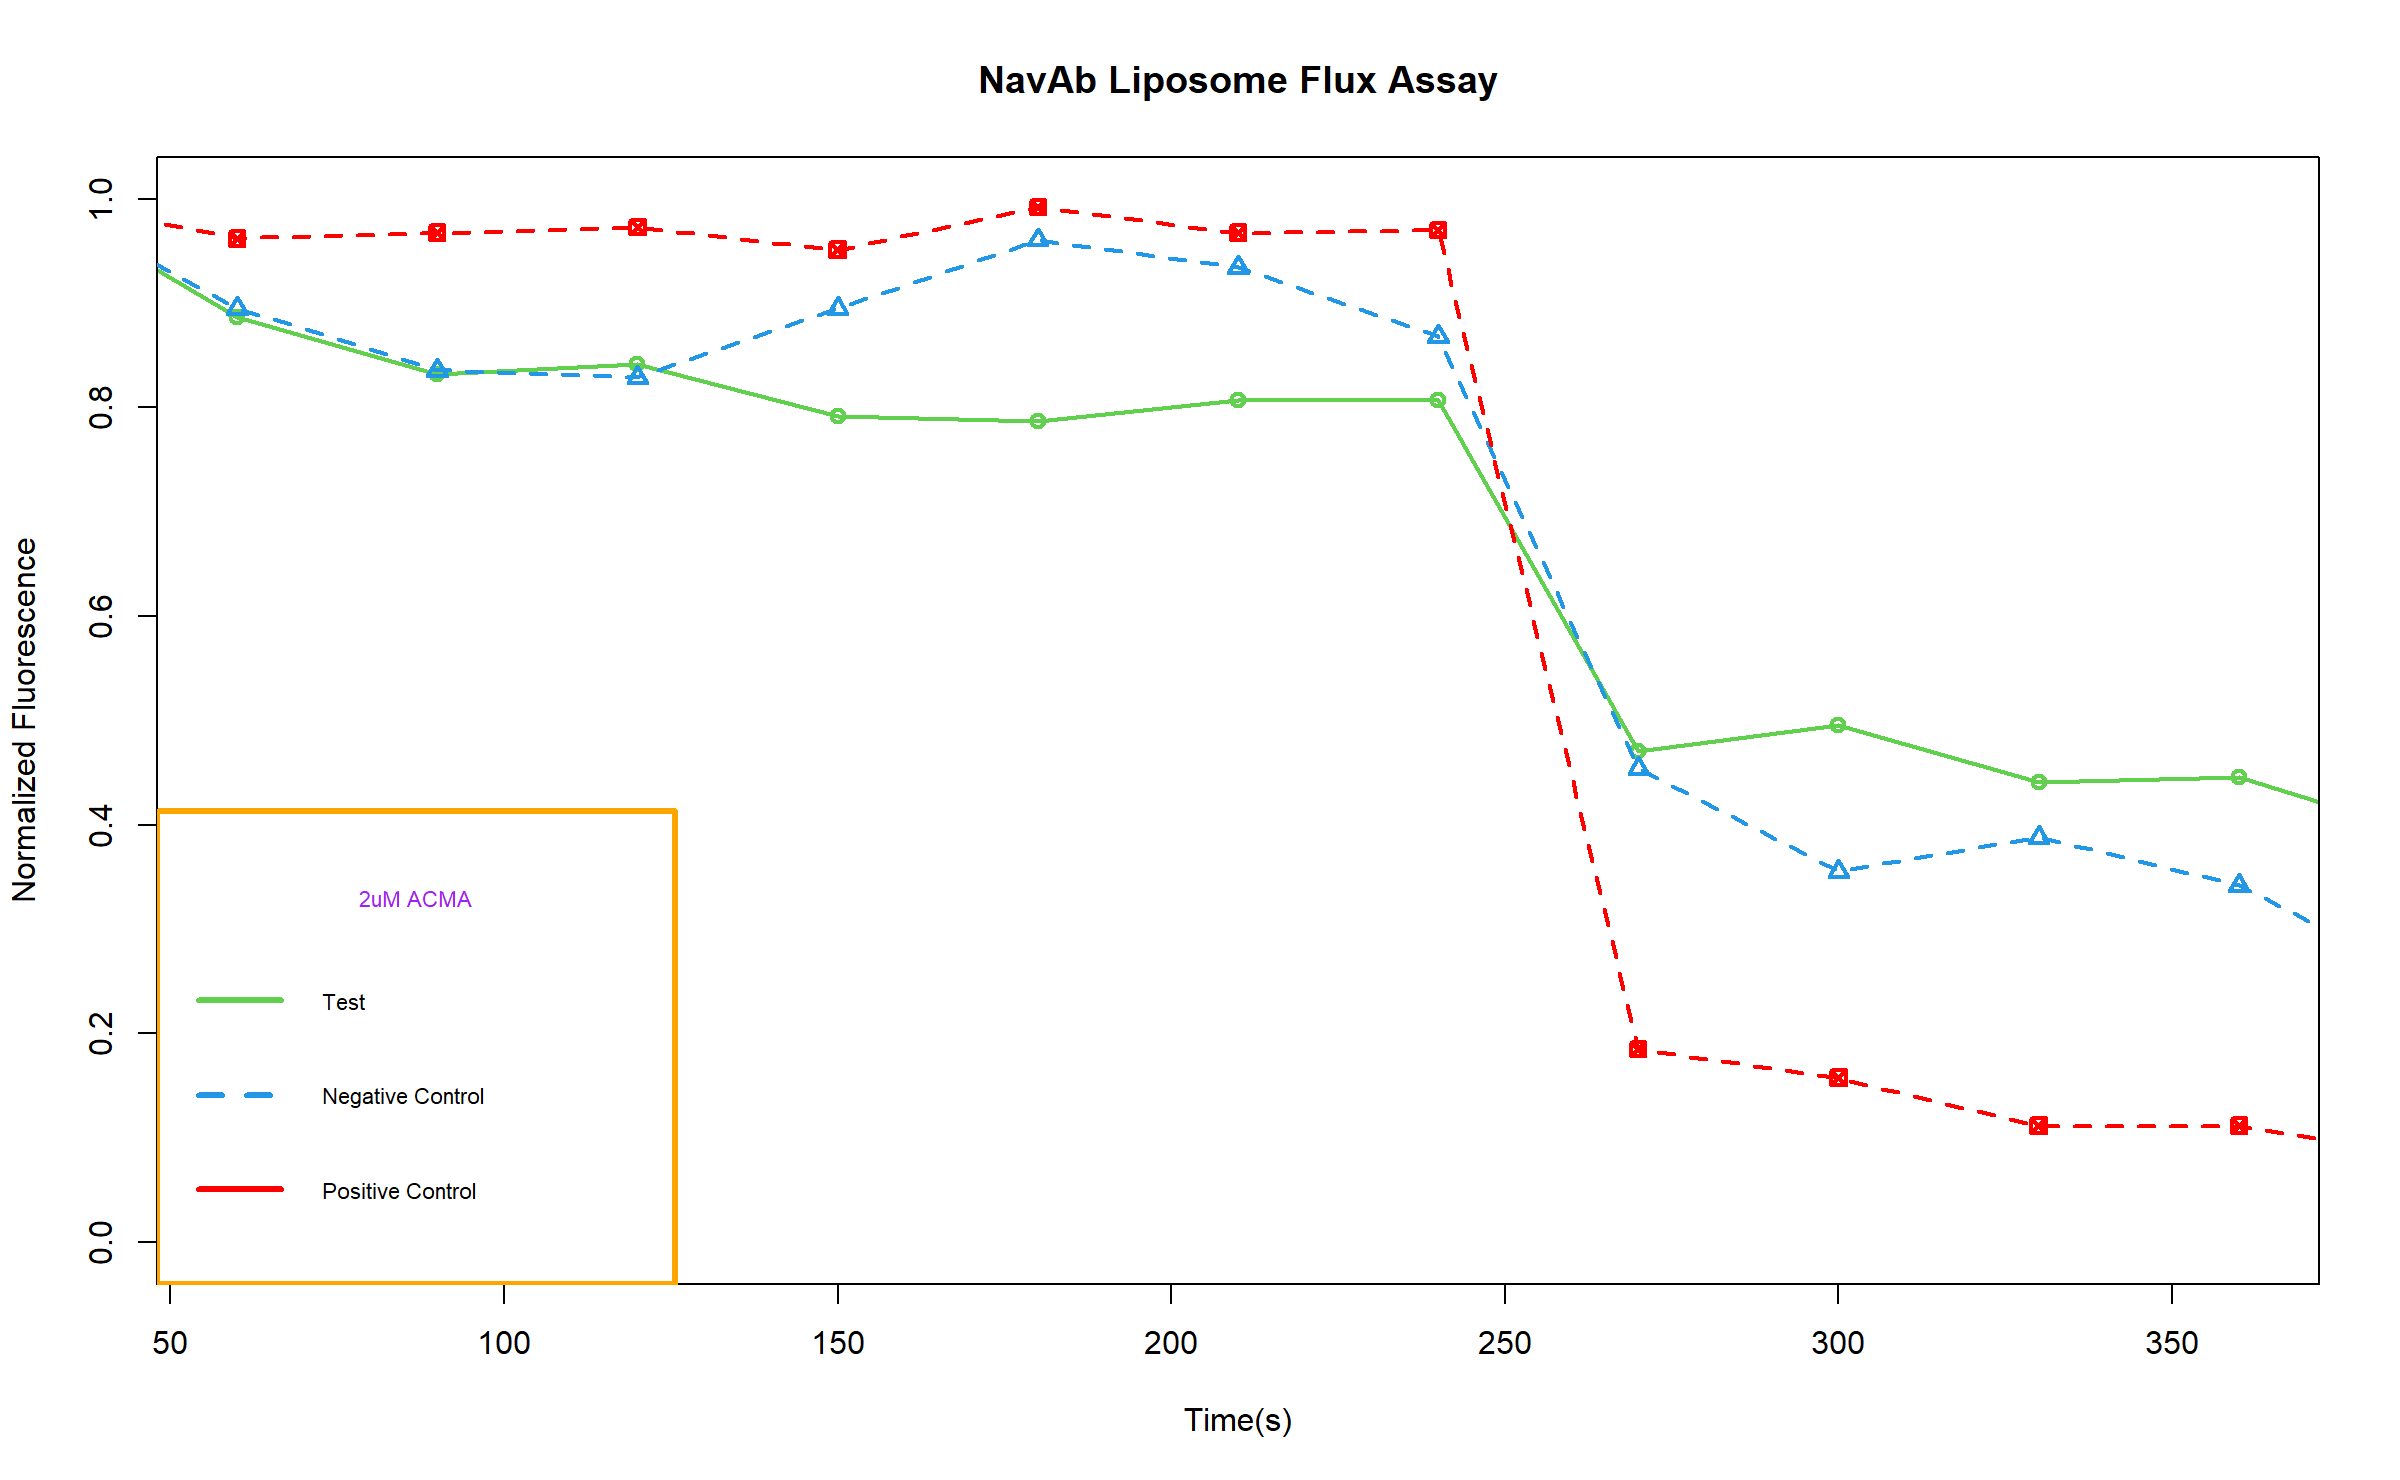 NavAb Liposome Flux Assay
Normalized Fluorescence
1.0
0.8
0.6
0.4
0.2
0.0
2uM ACMA
Test
Negative Control
Positive Control
50 100 150 200 250 300 350
Time(s)